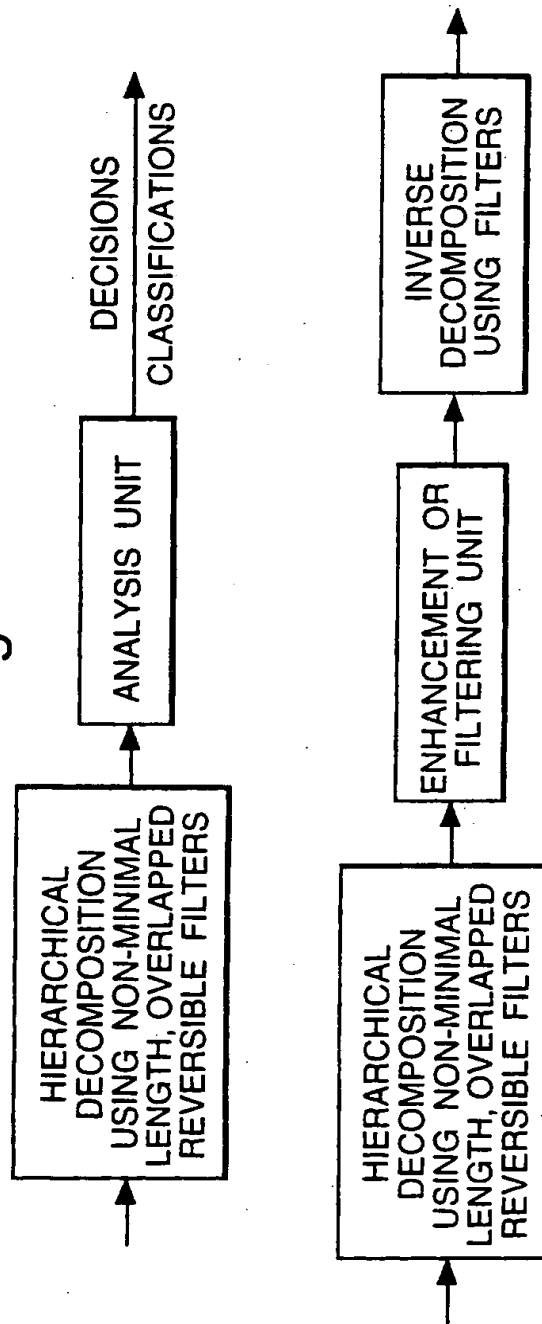 HIERARCHICAL
DECOMPOSITION
USING NON-MINIMAL
LENGTH, OVERLAPPED
REVERSIBLE FILTERS
ANALYSIS UNIT
DECISIONS
CLASSIFICATIONS
HIERARCHICAL
DECOMPOSITION
USING NON-MINIMAL
LENGTH, OVERLAPPED
REVERSIBLE FILTERS
ENHANCEMENT OR
FILTERING UNIT
INVERSE
DECOMPOSITION
USING FILTERS